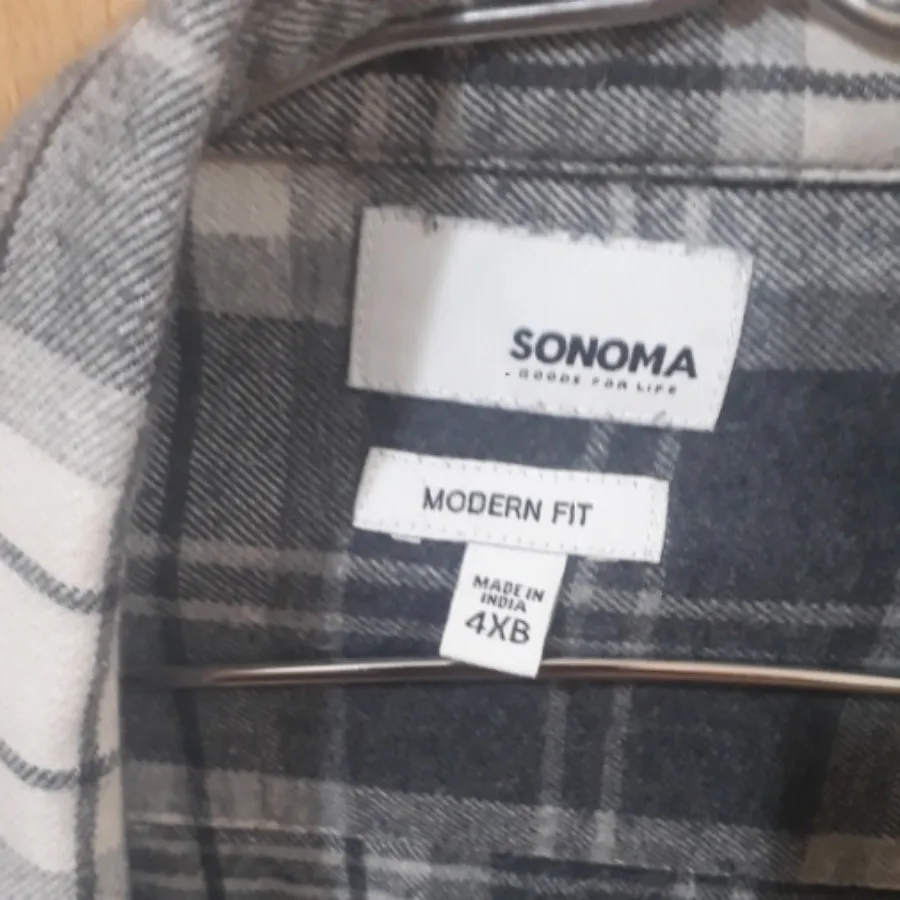 SONOMA
- GOODS FOR LIFE
MODERN FIT
MADE IN
INDIA
4XB